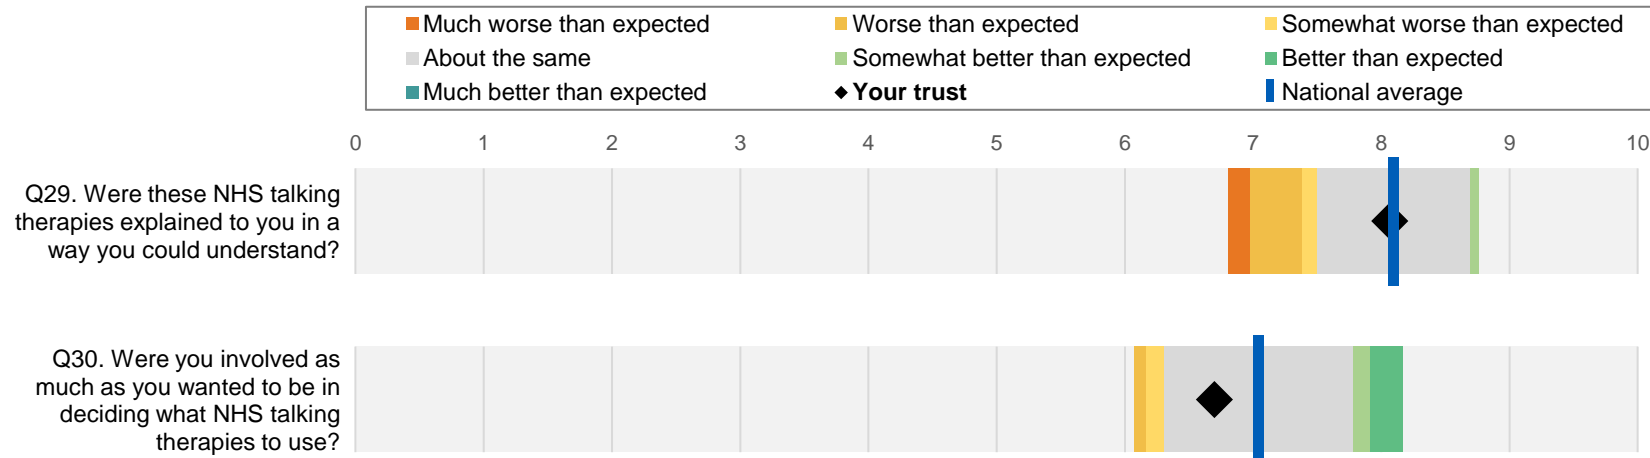 Much worse than expected
Worse than expected
Somewhat worse than expected
About the same
Somewhat better than expected
Better than expected
Much better than expected
Your trust
National average
0 1 2 3 4 5 6 7 8 9 10
Q29. Were these NHS talking
therapies explained to you in a
way you could understand?
Q30. Were you involved as
much as you wanted to be in
deciding what NHS talking
therapies to use?